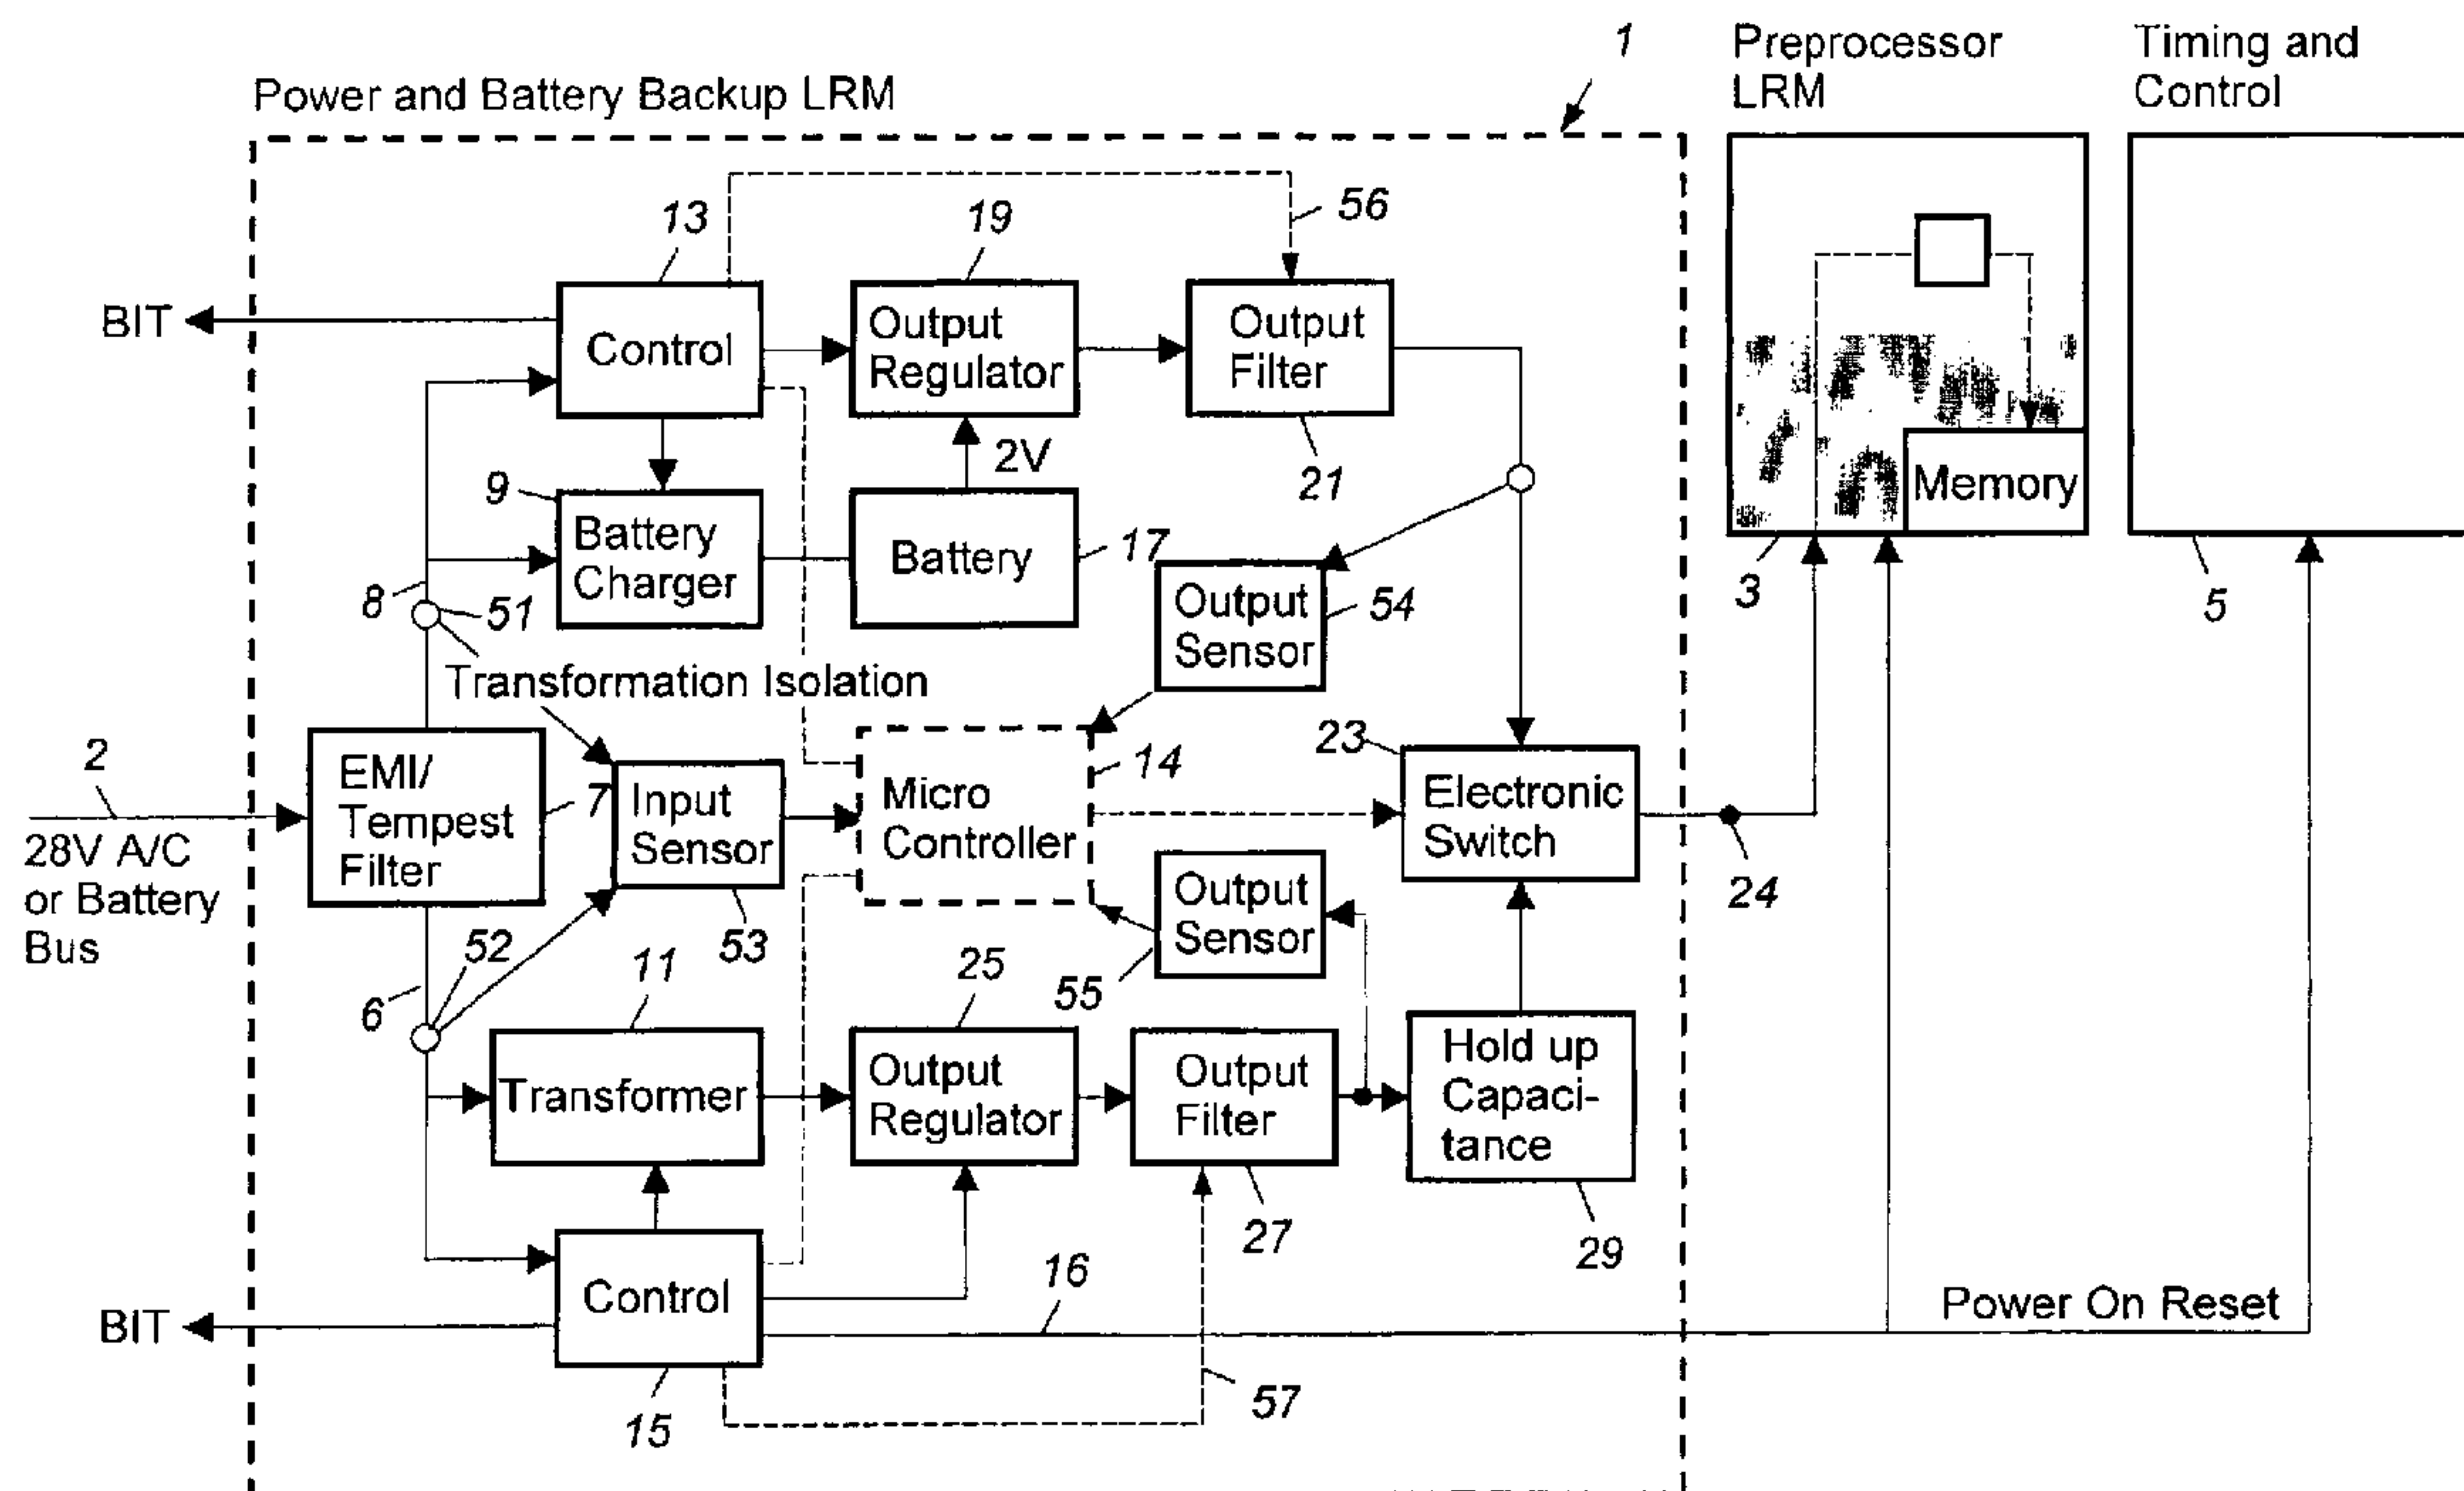 1
Preprocessor
LRM
Timing and
Control
Power and Battery Backup LRM
13
19
56
BIT
Control
Output
Regulator
Output
Filter
2V
21
9
Battery
Charger
Battery
17
Memory
8
51
Output
Sensor
54
3
5
Transformation Isolation
2
28V A/C
or Battery
Bus
EMI/
Tempest
Filter
7
Input
Sensor
53
Micro
Controller
14
23
Electronic
Switch
24
52
6
11
25
Output
Sensor
55
Transformer
Output
Regulator
Output
Filter
27
Hold up
Capaci-
tance
29
BIT
Control
15
16
57
Power On Reset